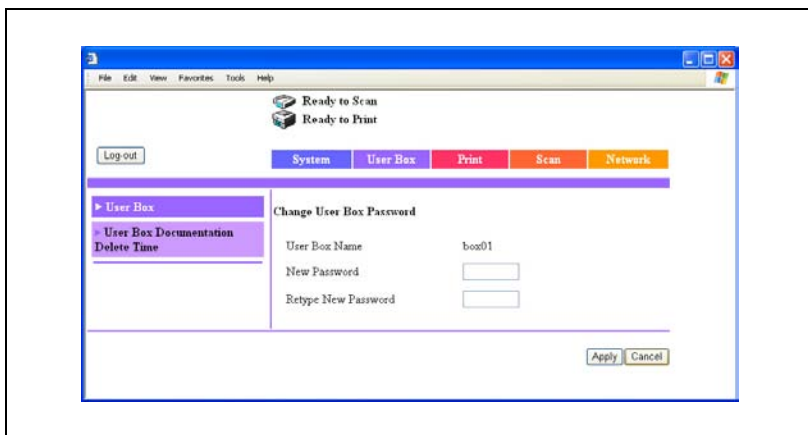 File Edit View Favorites Tools Help
Ready to Scan
Ready to Print
Log-out
System User Box Print Scan Network
User Box
User Box Documentation
Delete Time
Change User Box Password
User Box Name box01
New Password
Retype New Password
Apply Cancel